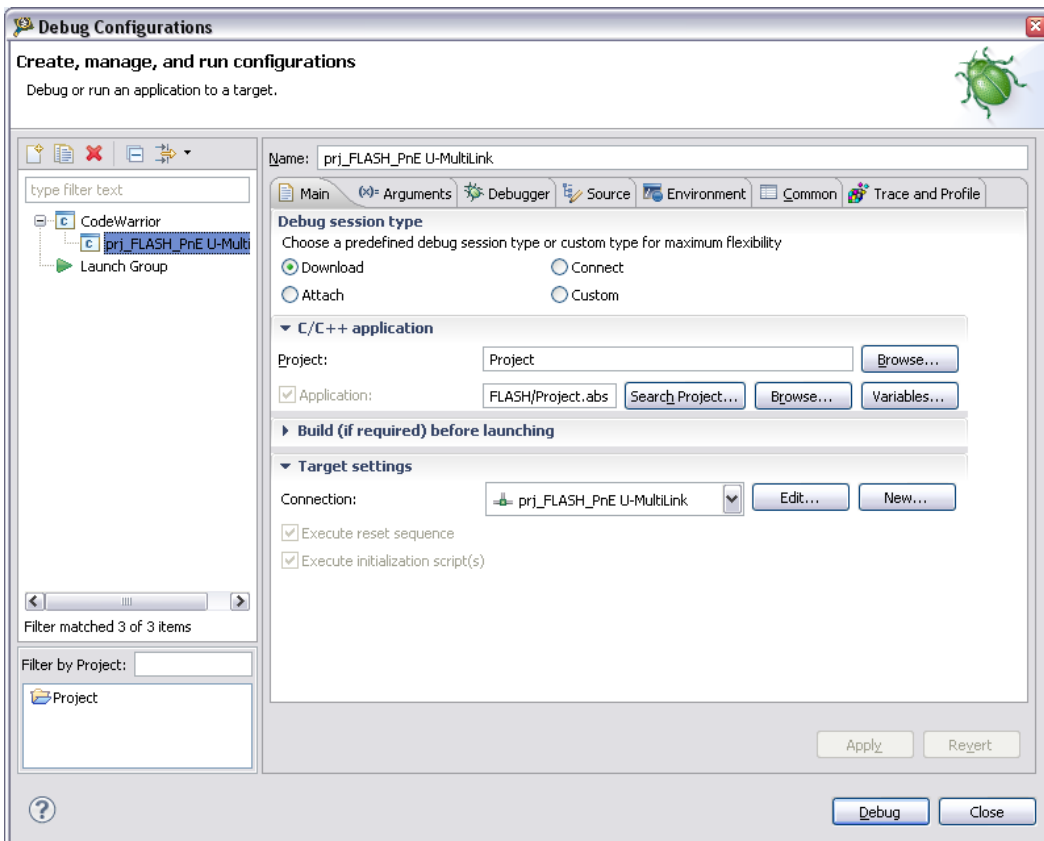 Debug Configurations
Create, manage, and run configurations
Debug or run an application to a target.
type filter text
CodeWarrior
prj_FLASH_PnE U-Multi
Launch Group
Filter matched 3 of 3 items
Filter by Project:
Project
Name: prj_FLASH_PnE U-MultiLink
Main (x)= Arguments Debugger Source Environment Common Trace and Profile
Debug session type
Choose a predefined debug session type or custom type for maximum flexibility
Download Connect
Attach Custom
C/C++ application
Project: Project Browse...
Application: FLASH/Project.abs Search Project... Browse... Variables...
Build (if required) before launching
Target settings
Connection: prj_FLASH_PnE U-MultiLink Edit... New...
Execute reset sequence
Execute initialization script(s)
Apply Revert
? Debug Close